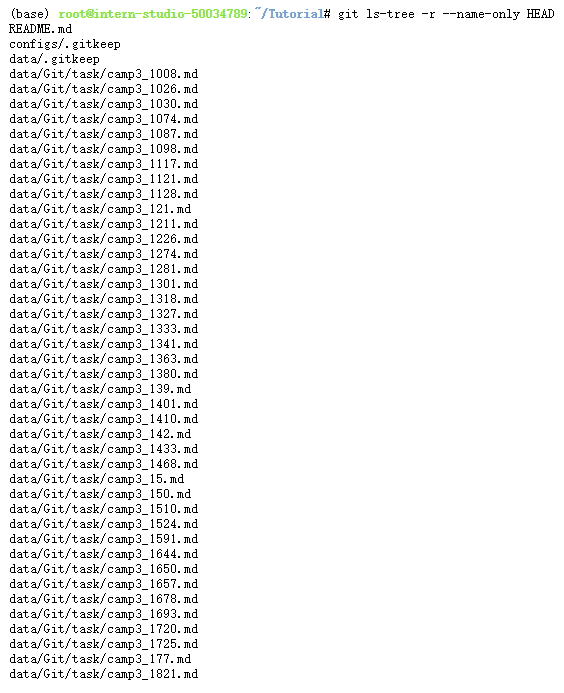 (base) root@intern-studio-50034789:~/Tutorial# git ls-tree -r --name-only HEAD
README.md
configs/.gitkeep
data/.gitkeep
data/Git/task/camp3_1008.md
data/Git/task/camp3_1026.md
data/Git/task/camp3_1030.md
data/Git/task/camp3_1074.md
data/Git/task/camp3_1087.md
data/Git/task/camp3_1098.md
data/Git/task/camp3_1117.md
data/Git/task/camp3_1121.md
data/Git/task/camp3_1128.md
data/Git/task/camp3_121.md
data/Git/task/camp3_1211.md
data/Git/task/camp3_1226.md
data/Git/task/camp3_1274.md
data/Git/task/camp3_1281.md
data/Git/task/camp3_1301.md
data/Git/task/camp3_1318.md
data/Git/task/camp3_1327.md
data/Git/task/camp3_1333.md
data/Git/task/camp3_1341.md
data/Git/task/camp3_1363.md
data/Git/task/camp3_1380.md
data/Git/task/camp3_139.md
data/Git/task/camp3_1401.md
data/Git/task/camp3_1410.md
data/Git/task/camp3_142.md
data/Git/task/camp3_1433.md
data/Git/task/camp3_1468.md
data/Git/task/camp3_15.md
data/Git/task/camp3_150.md
data/Git/task/camp3_1510.md
data/Git/task/camp3_1524.md
data/Git/task/camp3_1591.md
data/Git/task/camp3_1644.md
data/Git/task/camp3_1650.md
data/Git/task/camp3_1657.md
data/Git/task/camp3_1678.md
data/Git/task/camp3_1693.md
data/Git/task/camp3_1720.md
data/Git/task/camp3_1725.md
data/Git/task/camp3_177.md
data/Git/task/camp3_1821.md